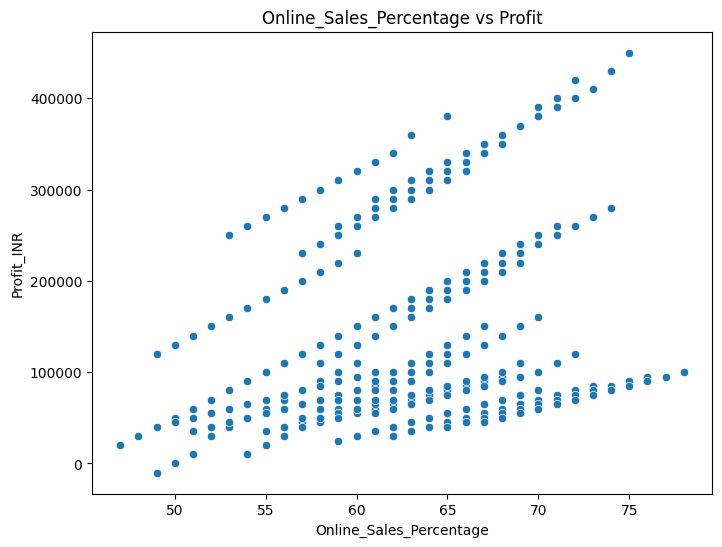 Online_Sales_Percentage vs Profit
400000
300000
200000
100000
0
Profit_INR
50 55 60 65 70 75
Online_Sales_Percentage